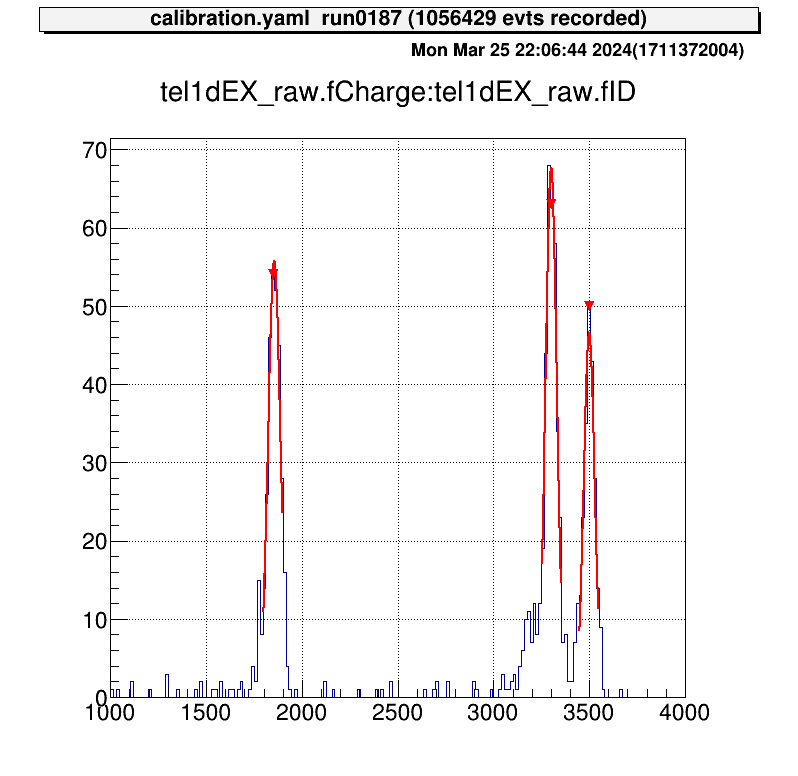 calibration.yaml run0187 (1056429 evts recorded)
Mon Mar 25 22:06:44 2024(1711372004)
tel1dEX_raw.fCharge:tel1dEX_raw.fID
70
60
50
40
30
20
10
0
1000 1500 2000 2500 3000 3500 4000